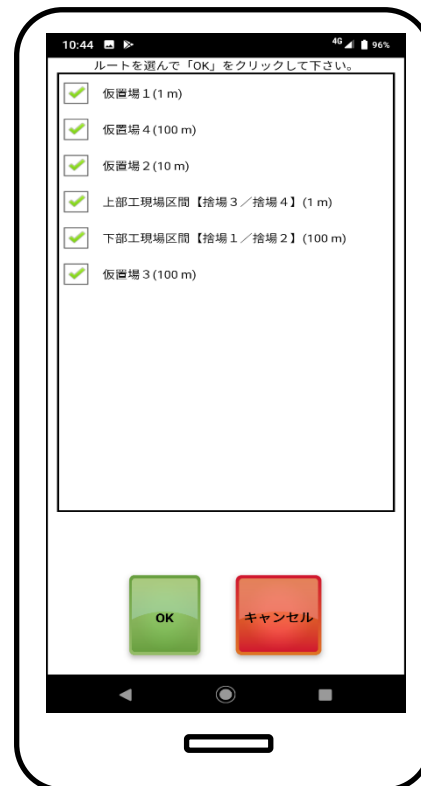 10:44 4G 96%
ルートを選んで「OK」をクリックして下さい。
仮置場１(1 m)
仮置場４(100 m)
仮置場２(10 m)
上部工現場区間【捨場３／捨場４】(1 m)
下部工現場区間【捨場１／捨場２】(100 m)
仮置場３(100 m)
OK キャンセル